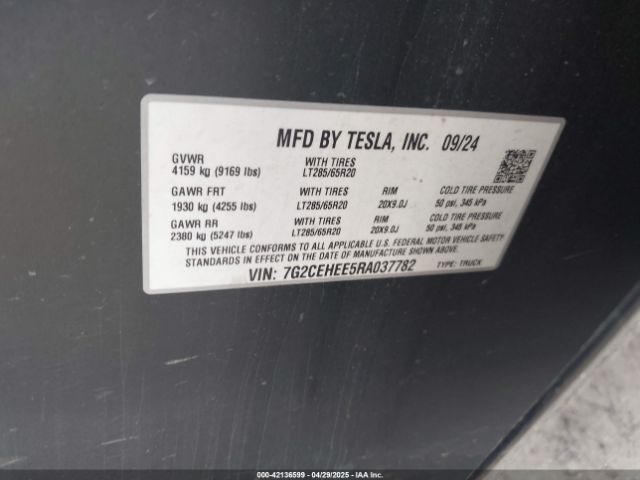 MFD BY TESLA, INC. 09/24
GVWR WITH TIRES
4159 kg (9169 lbs) LT285/65R20
GAWR FRT WITH TIRES RIM COLD TIRE PRESSURE
1930 kg (4255 lbs) LT285/65R20 20X9.0J 50 psi, 345 kPa
GAWR RR WITH TIRES RIM COLD TIRE PRESSURE
2380 kg (5247 lbs) LT285/65R20 20X9.0J 50 psi, 345 kPa
THIS VEHICLE CONFORMS TO ALL APPLICABLE U.S. FEDERAL MOTOR VEHICLE SAFETY
STANDARDS IN EFFECT ON THE DATE OF MANUFACTURE SHOWN ABOVE.
VIN: 7G2CEHEE5RA037782 TYPE: TRUCK
000-42136599 - 04/29/2025 - IAAI.COM